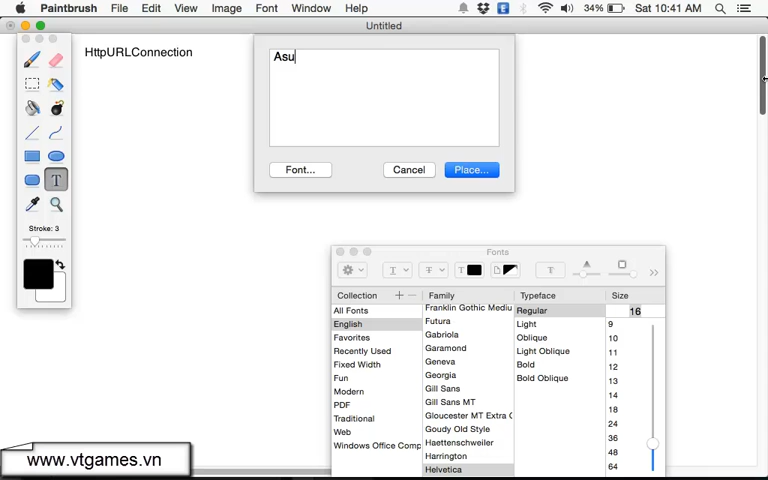 Paintbrush File Edit View Image Font Window Help 34% Sat 10:41 AM
Untitled
HttpURLConnection
Asu
Font... Cancel Place...
T
Stroke: 3
Fonts
T T T T
Collection Family Typeface Size
All Fonts
English
Favorites
Recently Used
Fixed Width
Fun
Modern
PDF
Traditional
Web
Windows Office Comp
Franklin Gothic Mediu
Futura
Gabriola
Garamond
Geneva
Georgia
Gill Sans
Gill Sans MT
Gloucester MT Extra C
Goudy Old Style
Haettenschweiler
Harrington
Helvetica
Regular
Light
Oblique
Light Oblique
Bold
Bold Oblique
16
9
10
11
12
13
14
18
24
36
48
64
www.vtgames.vn